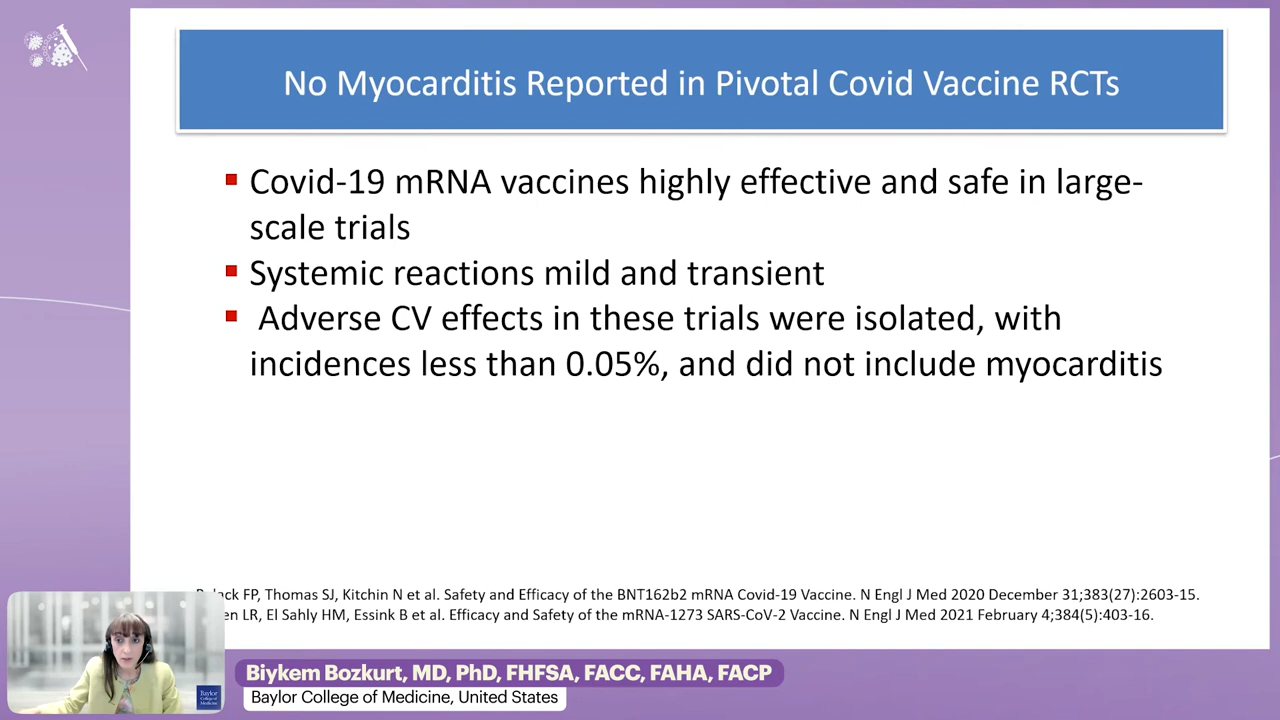 No Myocarditis Reported in Pivotal Covid Vaccine RCTs
Covid-19 mRNA vaccines highly effective and safe in large-
scale trials
Systemic reactions mild and transient
Adverse CV effects in these trials were isolated, with
incidences less than 0.05%, and did not include myocarditis
FP, Thomas SJ, Kitchin N et al. Safety and Efficacy of the BNT162b2 mRNA Covid-19 Vaccine. N Engl J Med 2020 December 31;383(27):2603-15.
LR, El Sahly HM, Essink B et al. Efficacy and Safety of the mRNA-1273 SARS-CoV-2 Vaccine. N Engl J Med 2021 February 4;384(5):403-16.
Baylor
College of
Medicine
Biykem Bozkurt, MD, PhD, FHFSA, FACC, FAHA, FACP
Baylor College of Medicine, United States